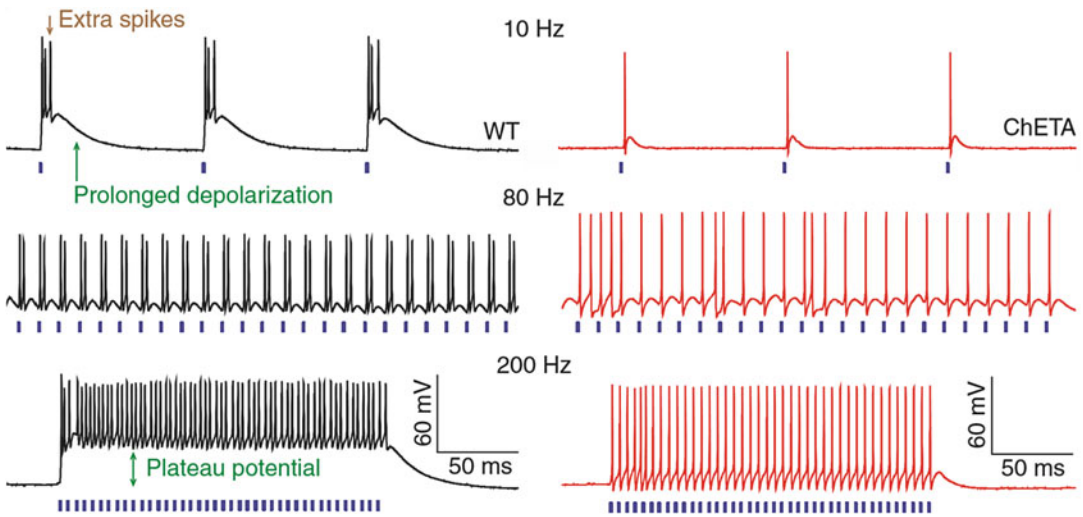 Extra spikes
10 Hz
WT
ChETA
Prolonged depolarization
80 Hz
200 Hz
Plateau potential
60 mV
50 ms
60 mV
50 ms